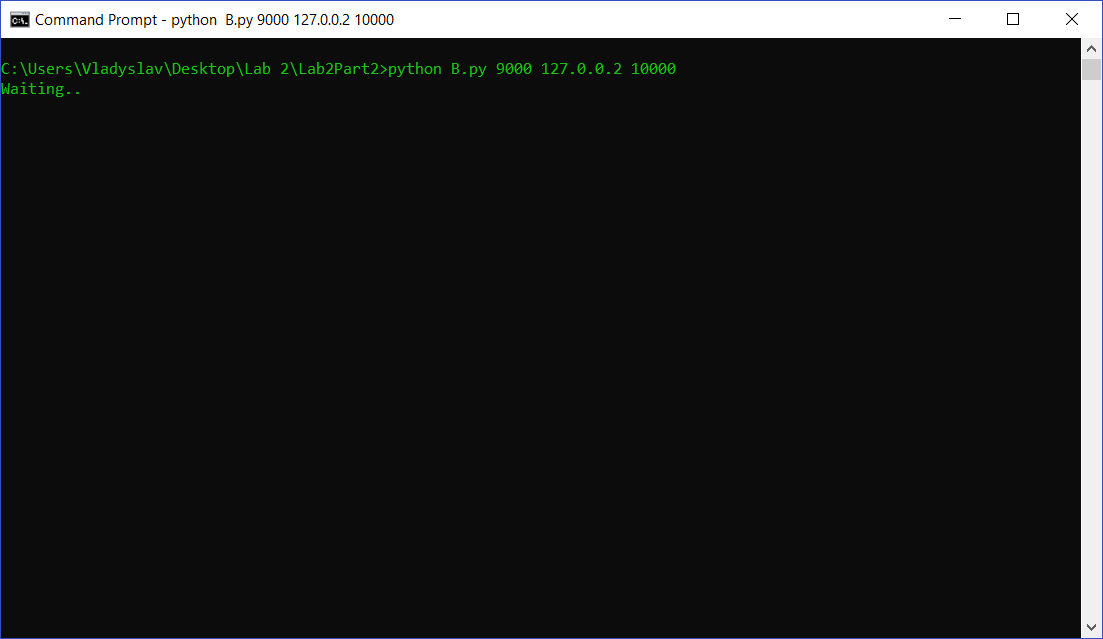 Command Prompt - python  B.py 9000 127.0.0.2 10000
C:\Users\Vladyslav\Desktop\Lab 2\Lab2Part2>python B.py 9000 127.0.0.2 10000
Waiting..